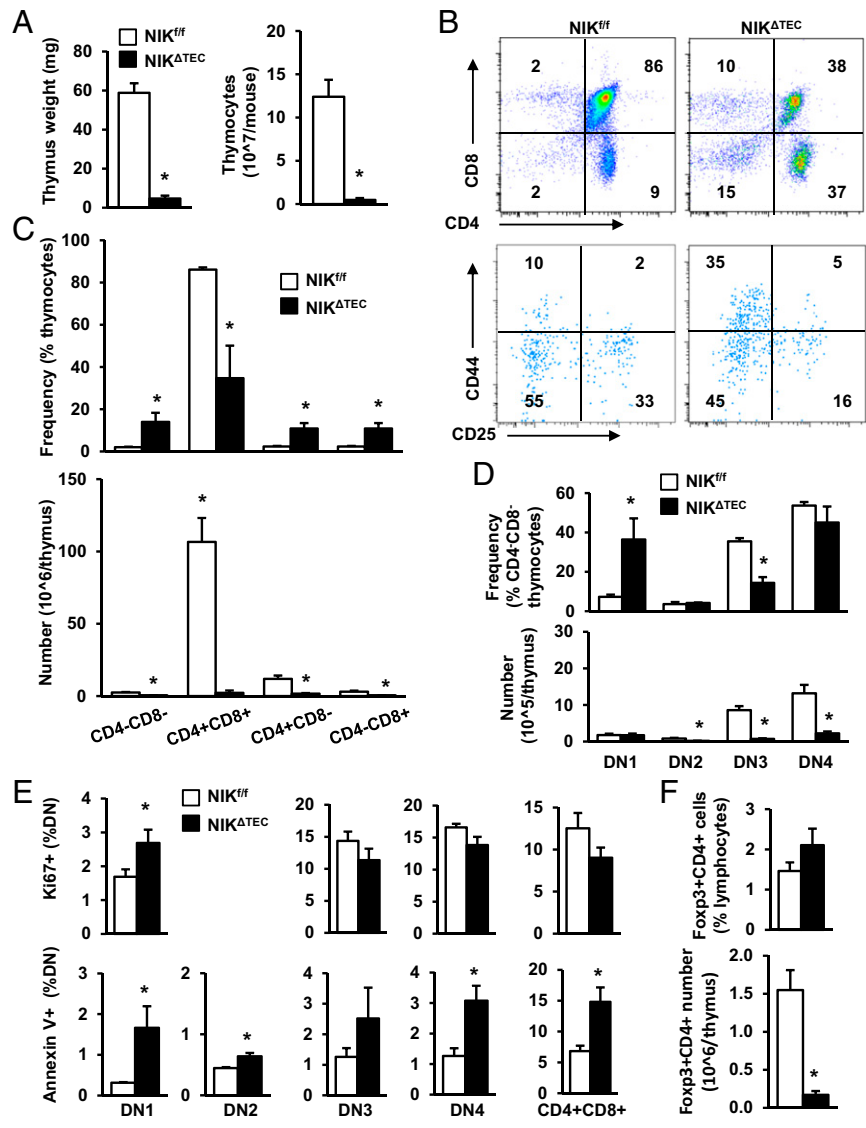 A
NIKf/f
NIKΔTEC
Thymus weight (mg)
80
60
40
20
0
*
Thymocytes
(10^7/mouse)
20
15
10
5
0
*
B
NIKf/f
NIKΔTEC
2
86
2
9
10
38
15
37
CD8
CD4
10
2
55
33
35
5
45
16
CD44
CD25
C
NIKf/f
NIKΔTEC
Frequency (% thymocytes)
100
80
60
40
20
0
*
*
*
*
Number (10^6/thymus)
150
100
50
0
*
*
*
*
CD4-CD8-
CD4+CD8+
CD4+CD8-
CD4-CD8+
D
NIKf/f
NIKΔTEC
Frequency
(% CD4-CD8-
thymocytes)
60
40
20
0
*
*
Number
(10^5/thymus)
30
20
10
0
*
*
*
DN1
DN2
DN3
DN4
E
NIKf/f
NIKΔTEC
Ki67+ (%DN)
4
3
2
1
0
*
20
15
10
5
0
20
15
10
5
0
15
10
5
0
Annexin V+ (%DN)
3
2
1
0
*
2
1
0
*
4
3
2
1
0
4
3
2
1
0
*
20
15
10
5
0
*
DN1
DN2
DN3
DN4
CD4+CD8+
F
Foxp3+CD4+ cells
(% lymphocytes)
3
2
1
0
Foxp3+CD4+ number
(10^6/thymus)
2.0
1.5
1.0
0.5
0.0
*